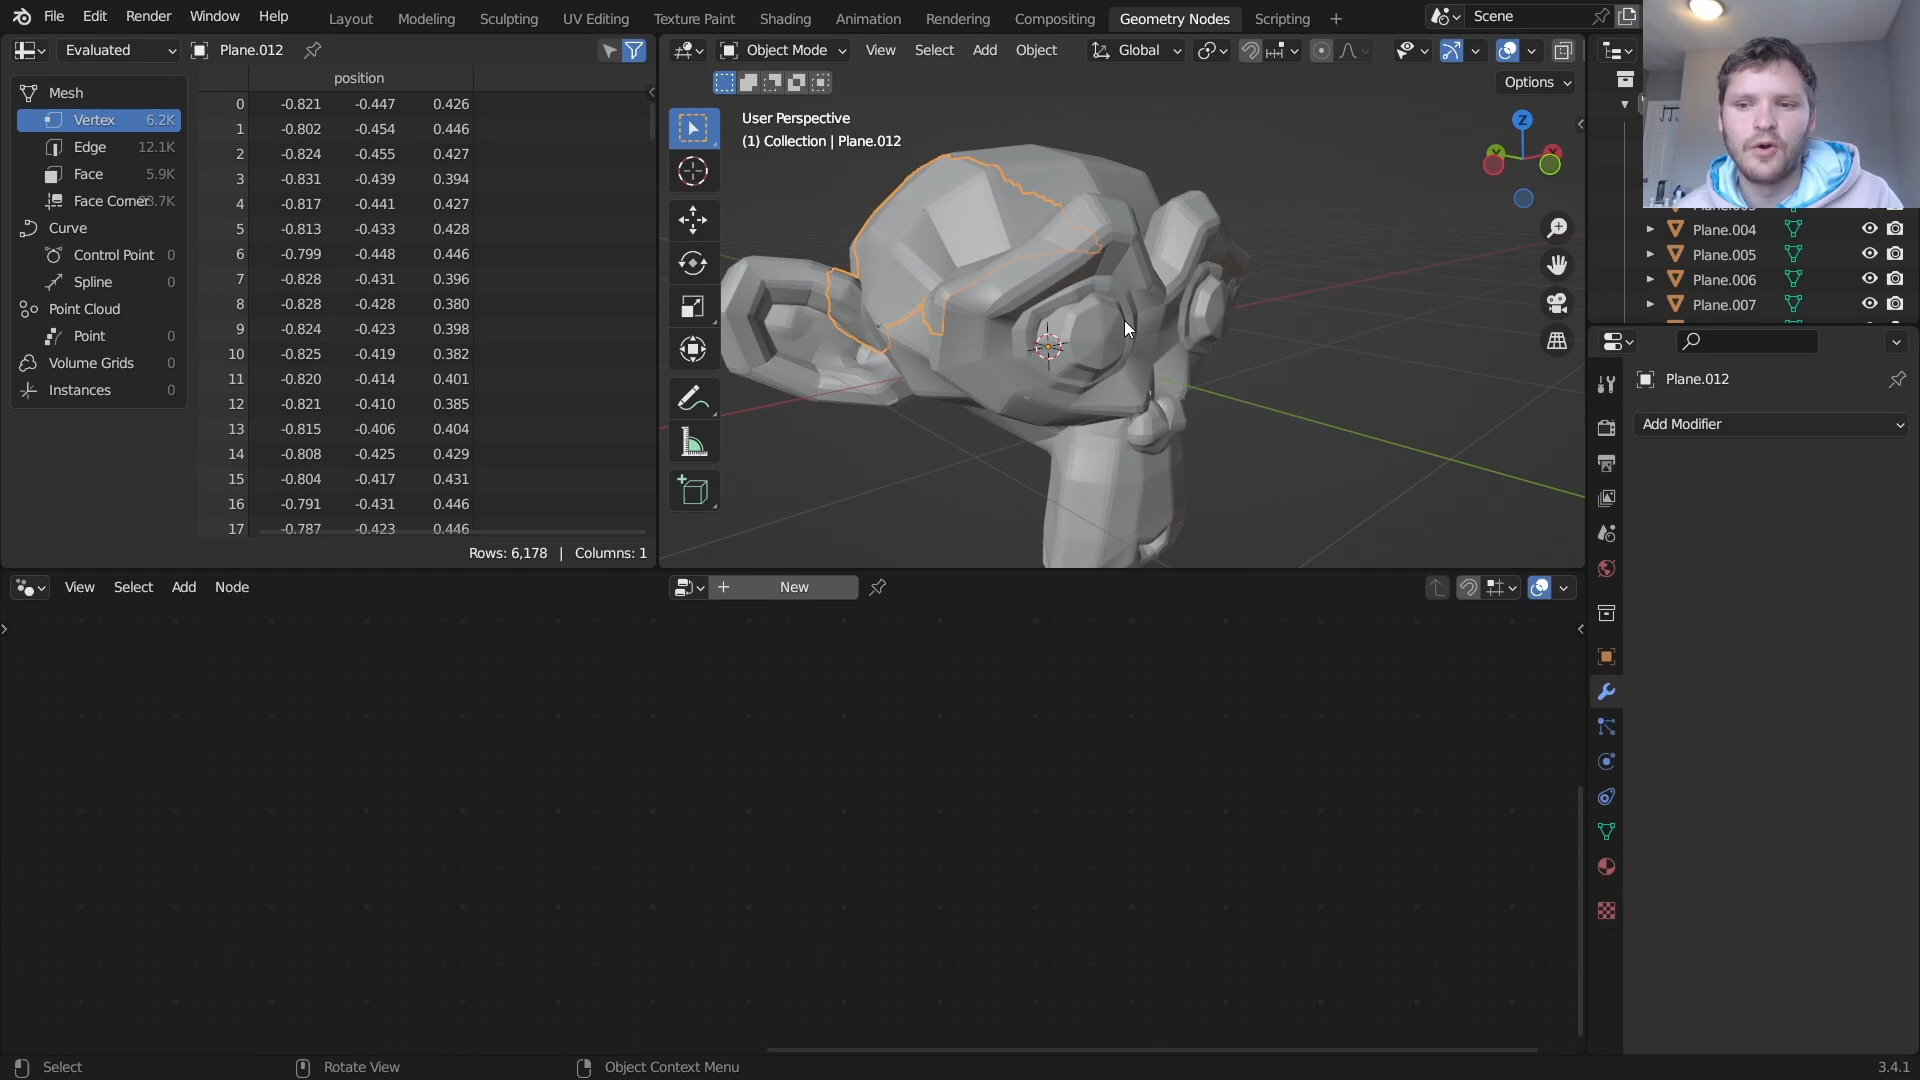 File Edit Render Window Help
Layout Modeling Sculpting UV Editing Texture Paint Shading Animation Rendering Compositing Geometry Nodes Scripting +
Scene
Evaluated Plane.012
Object Mode View Select Add Object Global
Options
Mesh
Vertex 6.2K
Edge 12.1K
Face 5.9K
Face Corner
Curve
Control Point 0
Spline 0
Point Cloud
Point 0
Volume Grids 0
Instances 0
position
0 -0.821 -0.447 0.426
1 -0.802 -0.454 0.446
2 -0.824 -0.455 0.427
3 -0.831 -0.439 0.394
4 -0.817 -0.441 0.427
5 -0.813 -0.433 0.428
6 -0.799 -0.448 0.446
7 -0.828 -0.431 0.396
8 -0.828 -0.428 0.380
9 -0.824 -0.423 0.398
10 -0.825 -0.419 0.382
11 -0.820 -0.414 0.401
12 -0.821 -0.410 0.385
13 -0.815 -0.406 0.404
14 -0.808 -0.425 0.429
15 -0.804 -0.417 0.431
16 -0.791 -0.431 0.446
17 -0.787 -0.423 0.446
Rows: 6,178 | Columns: 1
User Perspective
(1) Collection | Plane.012
Z
Plane.004
Plane.005
Plane.006
Plane.007
Plane.012
Add Modifier
View Select Add Node
+ New
Select Rotate View Object Context Menu
3.4.1